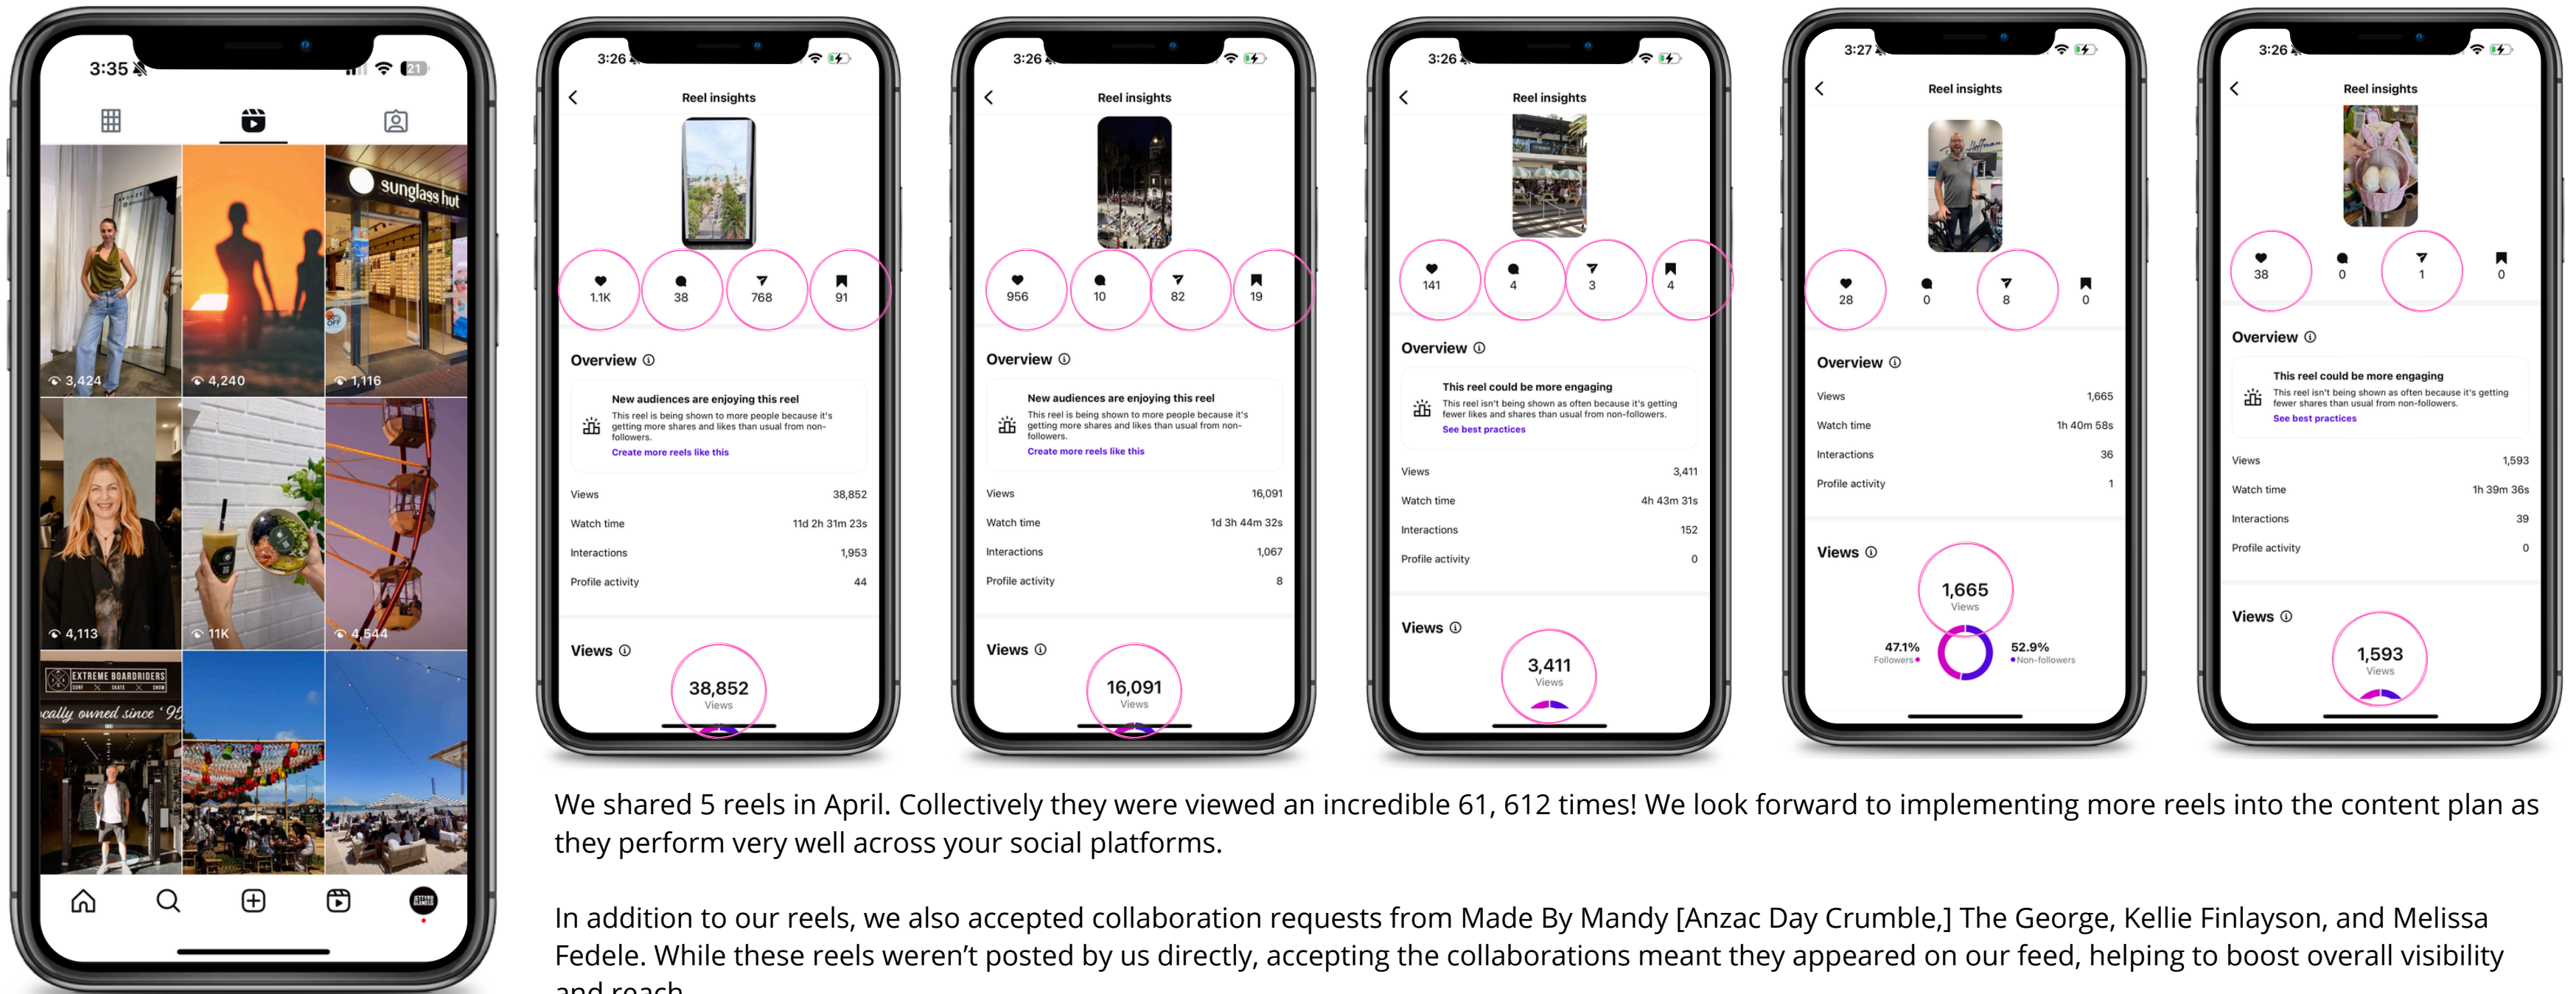 3:35
21
BRONZE
sunglass hut
OFF
3,424
4,240
1,116
4,113
11K
4,544
EXTREME BOARDRIDERS
SURF X SKATE X SNOW
ocally owned since '95
JETTYRD
GLENELG
3:26
Reel insights
1.1K
38
768
91
Overview
New audiences are enjoying this reel
This reel is being shown to more people because it's
getting more shares and likes than usual from non-
followers.
Create more reels like this
Views 38,852
Watch time 11d 2h 31m 23s
Interactions 1,953
Profile activity 44
Views
38,852
Views
3:26
Reel insights
956
10
82
19
Overview
New audiences are enjoying this reel
This reel is being shown to more people because it's
getting more shares and likes than usual from non-
followers.
Create more reels like this
Views 16,091
Watch time 1d 3h 44m 32s
Interactions 1,067
Profile activity 8
Views
16,091
Views
3:26
Reel insights
141
4
3
4
Overview
This reel could be more engaging
This reel isn't being shown as often because it's getting
fewer likes and shares than usual from non-followers.
See best practices
Views 3,411
Watch time 4h 43m 31s
Interactions 152
Profile activity 0
Views
3,411
Views
3:27
Reel insights
Hoffman
28
0
8
0
Overview
Views 1,665
Watch time 1h 40m 58s
Interactions 36
Profile activity 1
Views
1,665
Views
47.1%
Followers
52.9%
Non-followers
3:26
Reel insights
38
0
1
0
Overview
This reel could be more engaging
This reel isn't being shown as often because it's getting
fewer shares than usual from non-followers.
See best practices
Views 1,593
Watch time 1h 39m 36s
Interactions 39
Profile activity 0
Views
1,593
Views
We shared 5 reels in April. Collectively they were viewed an incredible 61, 612 times! We look forward to implementing more reels into the content plan as
they perform very well across your social platforms.
In addition to our reels, we also accepted collaboration requests from Made By Mandy [Anzac Day Crumble,] The George, Kellie Finlayson, and Melissa
Fedele. While these reels weren't posted by us directly, accepting the collaborations meant they appeared on our feed, helping to boost overall visibility
and reach